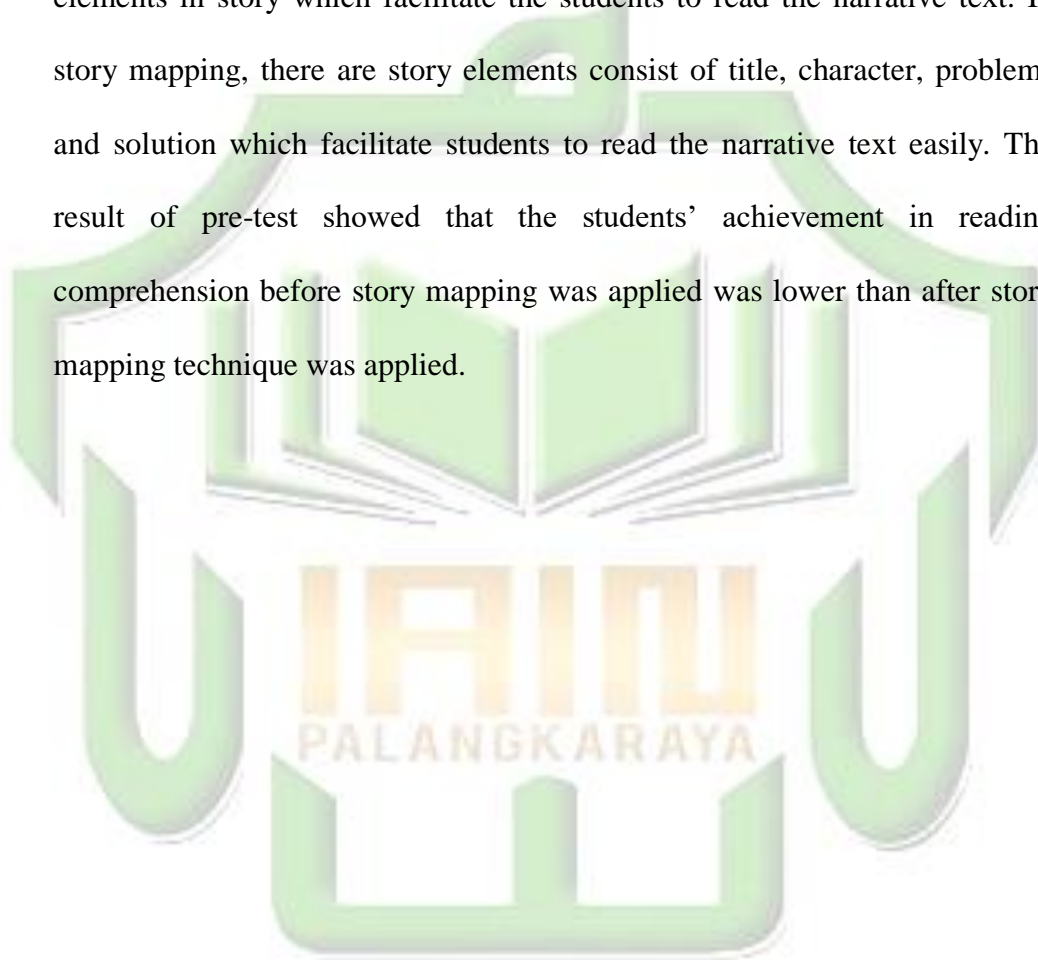 elements in story which facilitate the students to read the narrative text.
story mapping, there are story elements consist of title, character, problem
and solution which facilitate students to read the narrative text easily. Th
result of pre-test showed that the students’ achievement in readin
comprehension before story mapping was applied was lower than after stor
mapping technique was applied.
IAIN
PALANGKARAYA